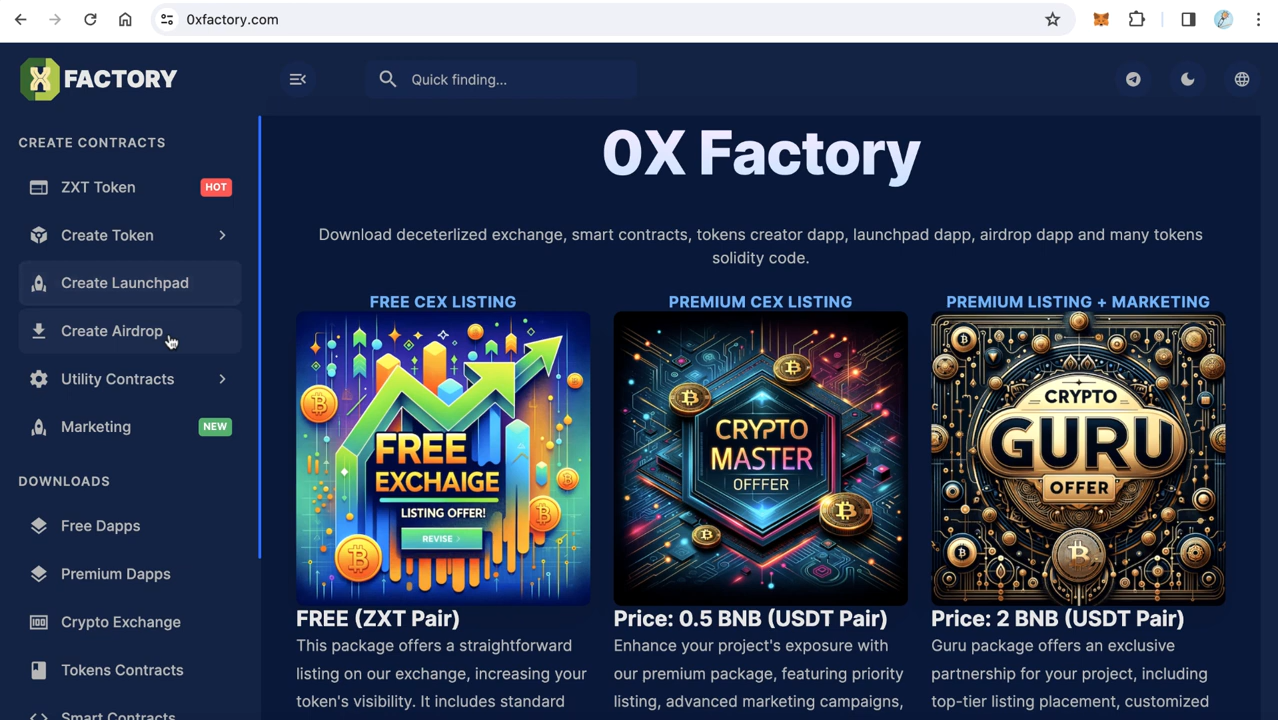 0xfactory.com
X FACTORY
Quick finding...
CREATE CONTRACTS
ZXT Token HOT
Create Token
Create Launchpad
Create Airdrop
Utility Contracts
Marketing NEW
DOWNLOADS
Free Dapps
Premium Dapps
Crypto Exchange
Tokens Contracts
Smart Contracts
0X Factory
Download deceterlized exchange, smart contracts, tokens creator dapp, launchpad dapp, airdrop dapp and many tokens
solidity code.
FREE CEX LISTING
FREE
EXCHAIGE
LISTING OFFER!
REVISE
FREE (ZXT Pair)
This package offers a straightforward
listing on our exchange, increasing your
token's visibility. It includes standard
PREMIUM CEX LISTING
CRYPTO
MASTER
OFFFER
Price: 0.5 BNB (USDT Pair)
Enhance your project's exposure with
our premium package, featuring priority
listing, advanced marketing campaigns,
PREMIUM LISTING + MARKETING
CRYPTO
GURU
OFFER
Price: 2 BNB (USDT Pair)
Guru package offers an exclusive
partnership for your project, including
top-tier listing placement, customized